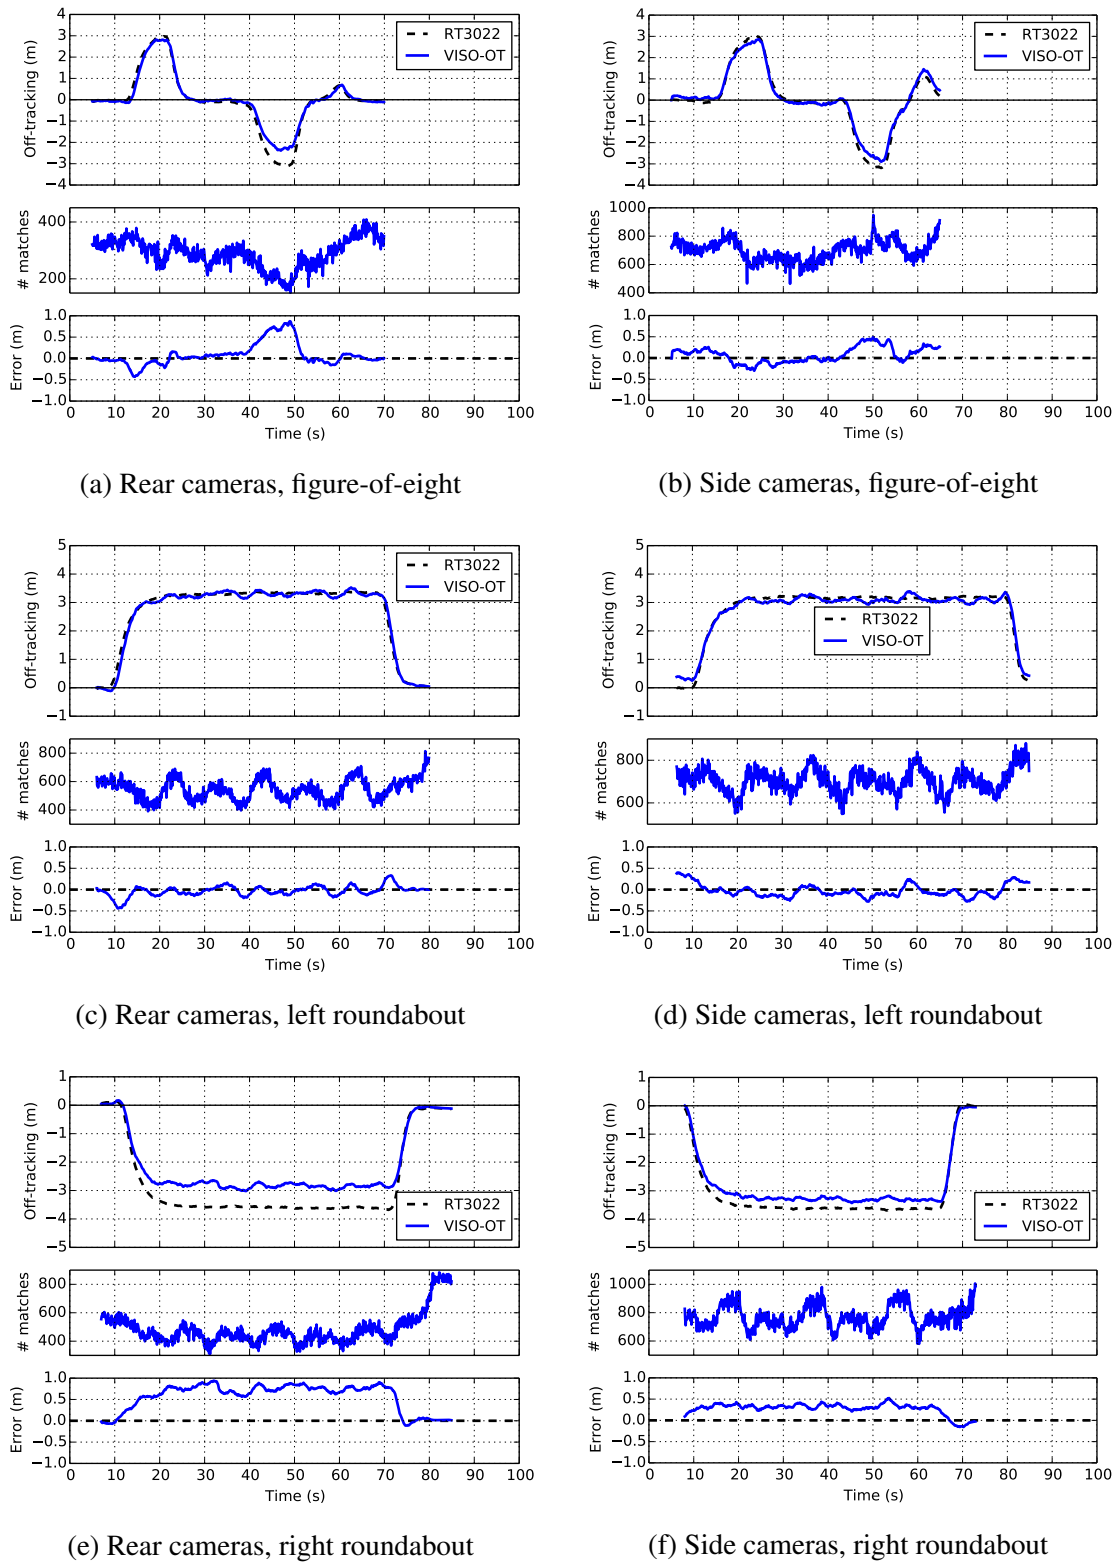 4
3
2
1
0
−1
−2
−3
−4
Off-tracking (m)
RT3022
VISO-OT
400
200
# matches
1.0
0.5
0.0
−0.5
−1.0
Error (m)
0 10 20 30 40 50 60 70 80 90 100
Time (s)
(a) Rear cameras, figure-of-eight
4
3
2
1
0
−1
−2
−3
−4
Off-tracking (m)
RT3022
VISO-OT
1000
800
600
400
# matches
1.0
0.5
0.0
−0.5
−1.0
Error (m)
0 10 20 30 40 50 60 70 80 90 100
Time (s)
(b) Side cameras, figure-of-eight
5
4
3
2
1
0
−1
Off-tracking (m)
RT3022
VISO-OT
800
600
400
# matches
1.0
0.5
0.0
−0.5
−1.0
Error (m)
0 10 20 30 40 50 60 70 80 90 100
Time (s)
(c) Rear cameras, left roundabout
5
4
3
2
1
0
−1
Off-tracking (m)
RT3022
VISO-OT
800
600
# matches
1.0
0.5
0.0
−0.5
−1.0
Error (m)
0 10 20 30 40 50 60 70 80 90 100
Time (s)
(d) Side cameras, left roundabout
1
0
−1
−2
−3
−4
−5
Off-tracking (m)
RT3022
VISO-OT
800
600
400
# matches
1.0
0.5
0.0
−0.5
−1.0
Error (m)
0 10 20 30 40 50 60 70 80 90 100
Time (s)
(e) Rear cameras, right roundabout
1
0
−1
−2
−3
−4
−5
Off-tracking (m)
RT3022
VISO-OT
1000
800
600
# matches
1.0
0.5
0.0
−0.5
−1.0
Error (m)
0 10 20 30 40 50 60 70 80 90 100
Time (s)
(f) Side cameras, right roundabout